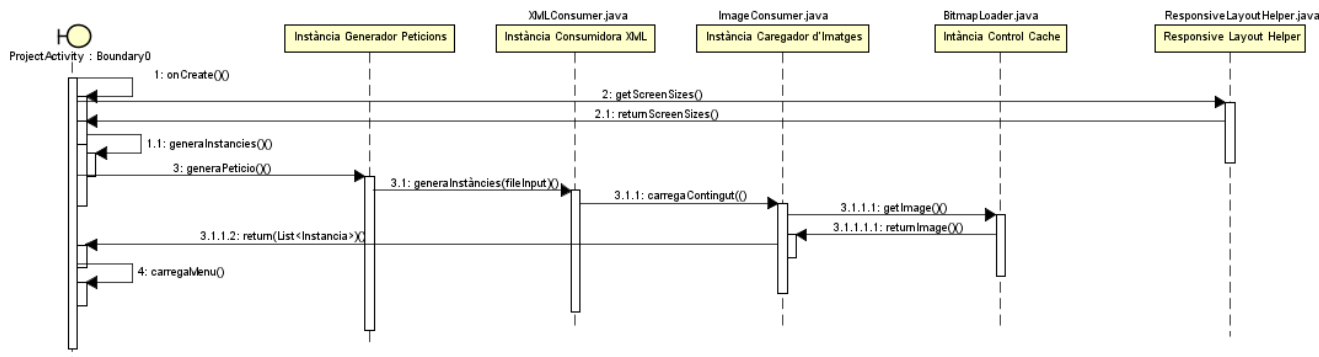 XMLConsumer.java
ImageConsumer.java
BitmapLoader.java
ResponsiveLayoutHelper.java
Instància Generador Peticions
Instància Consumidora XML
Instància Caregador d'Imatges
Intància Control Cache
Responsive Layout Helper
ProjectActivity : Boundary0
1: onCreate()()
2: getScreenSizes()
2.1: returnScreenSizes()
1.1: generaInstancies()
3: generaPeticio()()
3.1: generaInstàncies(fileInput)()
3.1.1: carregaContingut(()
3.1.1.1: getImage()()
3.1.1.1.1: returnImage()()
3.1.1.2: return(List<Instancia>)()
4: carregaMenu()